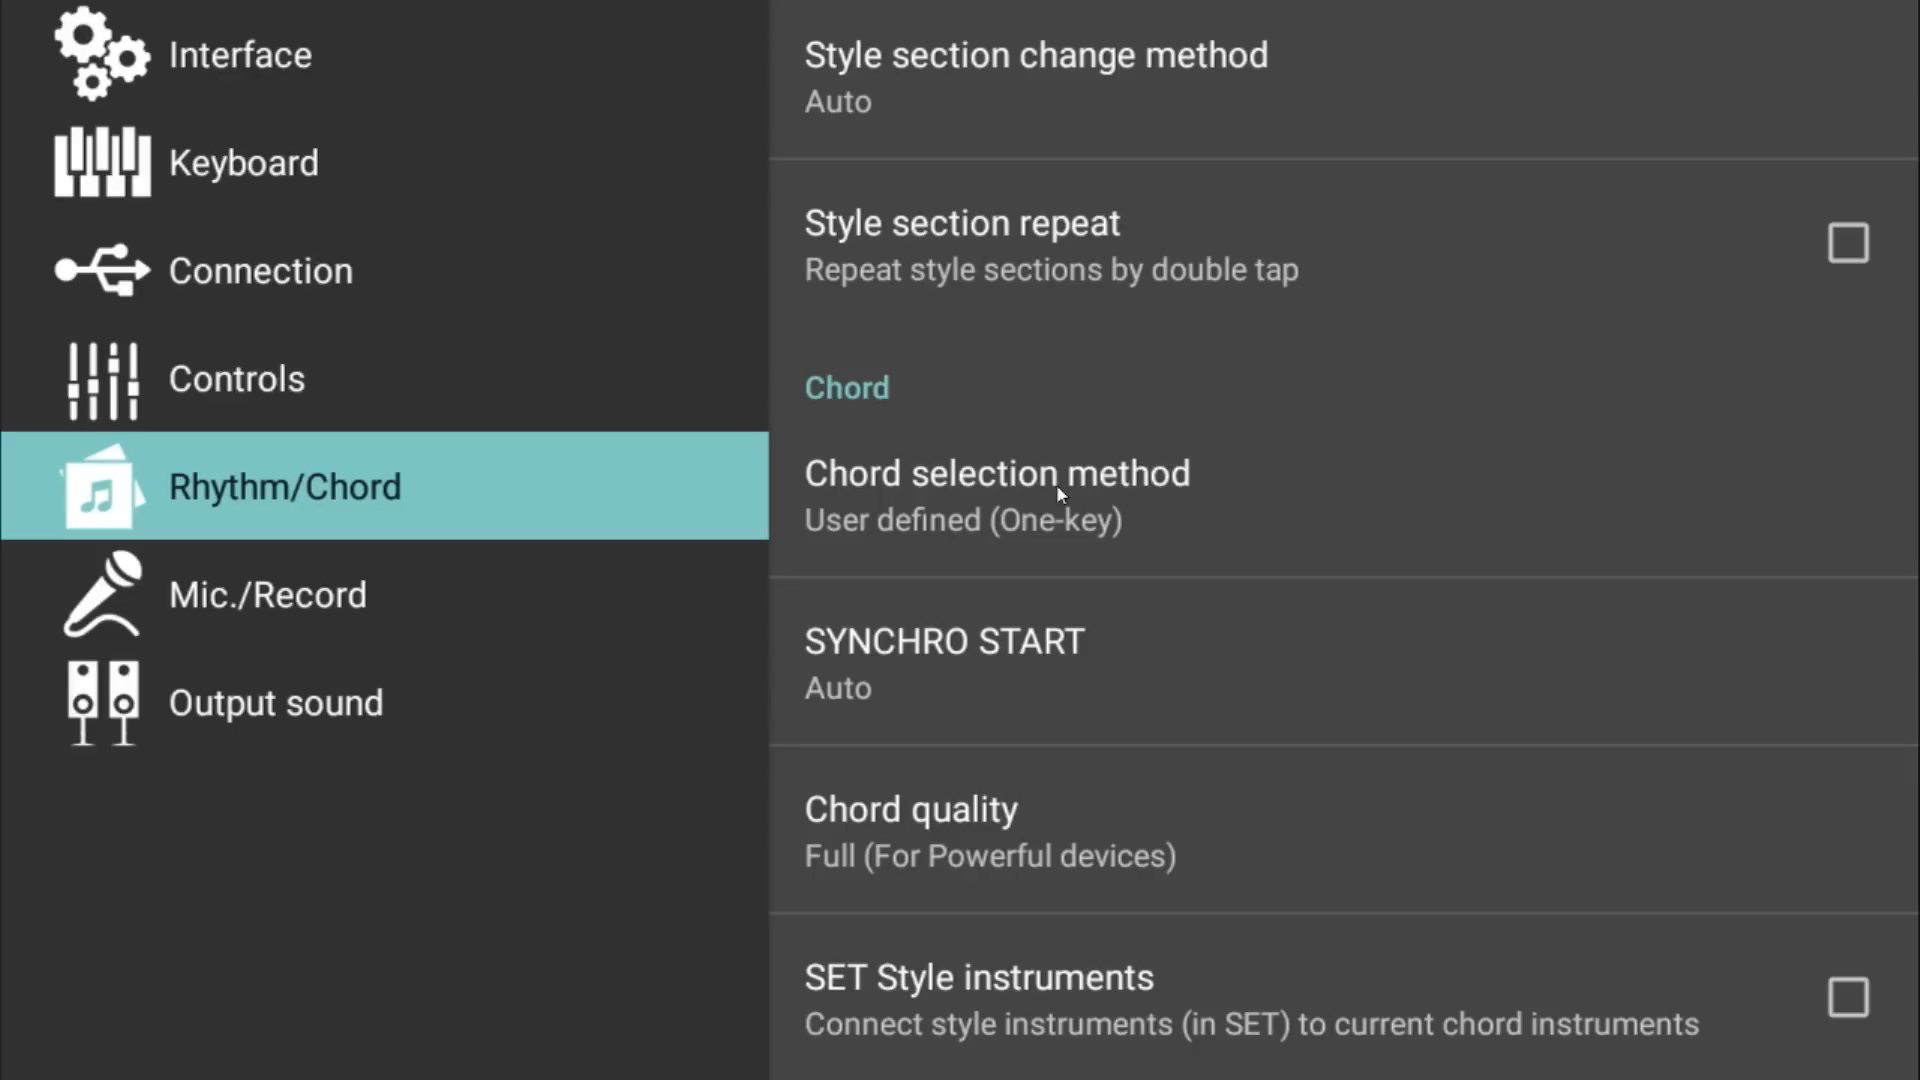 Interface
Keyboard
Connection
Controls
Rhythm/Chord
Mic./Record
Output sound
Style section change method
Auto
Style section repeat
Repeat style sections by double tap
Chord
Chord selection method
User defined (One-key)
SYNCHRO START
Auto
Chord quality
Full (For Powerful devices)
SET Style instruments
Connect style instruments (in SET) to current chord instruments